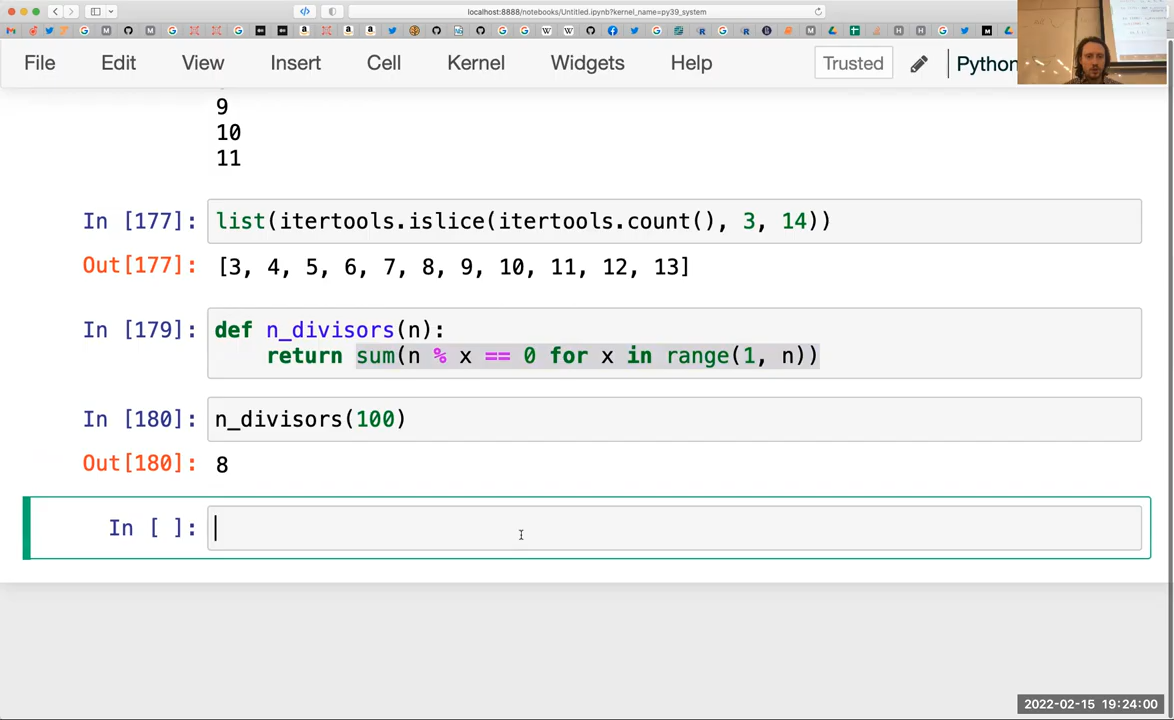 localhost:8888/notebooks/Untitled.ipynb?kernel_name=py39_system
File Edit View Insert Cell Kernel Widgets Help Trusted Python
9
10
11
In [177]: list(itertools.islice(itertools.count(), 3, 14))
Out[177]: [3, 4, 5, 6, 7, 8, 9, 10, 11, 12, 13]
In [179]: def n_divisors(n):
return sum(n % x == 0 for x in range(1, n))
In [180]: n_divisors(100)
Out[180]: 8
In [ ]:
2022-02-15 19:24:00